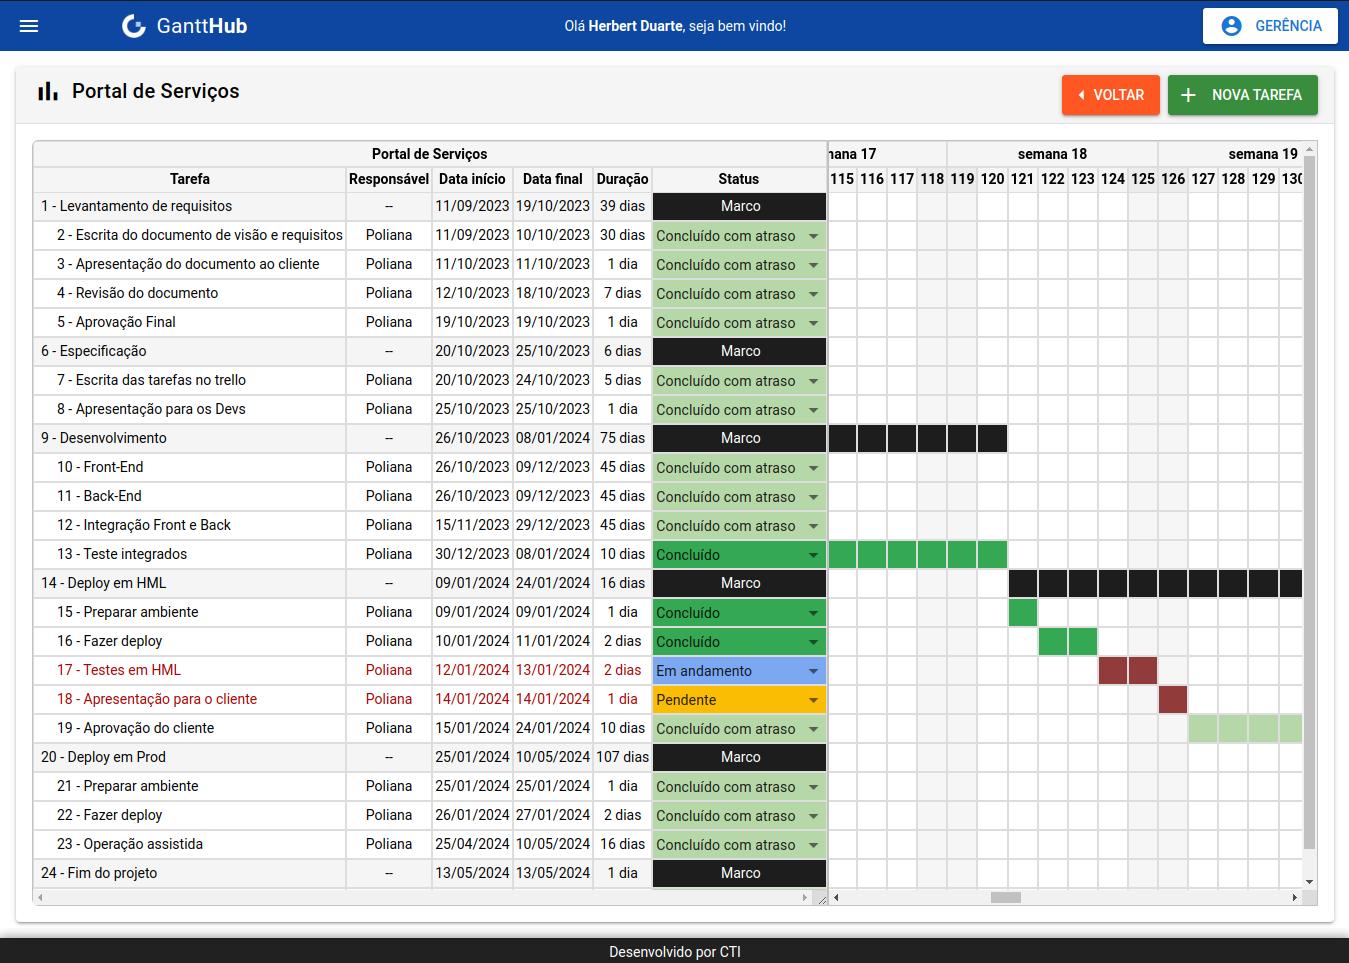 GanttHub
Olá Herbert Duarte, seja bem vindo!
GERÊNCIA
Portal de Serviços
VOLTAR
NOVA TAREFA
Portal de Serviços
semana 18
semana 19
Tarefa Responsável Data início Data final Duração Status
115 116 117 118 119 120 121 122 123 124 125 126 127 128 129 130
1 - Levantamento de requisitos -- 11/09/2023 19/10/2023 39 dias Marco
2 - Escrita do documento de visão e requisitos Poliana 11/09/2023 10/10/2023 30 dias Concluído com atraso
3 - Apresentação do documento ao cliente Poliana 11/10/2023 11/10/2023 1 dia Concluído com atraso
4 - Revisão do documento Poliana 12/10/2023 18/10/2023 7 dias Concluído com atraso
5 - Aprovação Final Poliana 19/10/2023 19/10/2023 1 dia Concluído com atraso
6 - Especificação -- 20/10/2023 25/10/2023 6 dias Marco
7 - Escrita das tarefas no trello Poliana 20/10/2023 24/10/2023 5 dias Concluído com atraso
8 - Apresentação para os Devs Poliana 25/10/2023 25/10/2023 1 dia Concluído com atraso
9 - Desenvolvimento -- 26/10/2023 08/01/2024 75 dias Marco
10 - Front-End Poliana 26/10/2023 09/12/2023 45 dias Concluído com atraso
11 - Back-End Poliana 26/10/2023 09/12/2023 45 dias Concluído com atraso
12 - Integração Front e Back Poliana 15/11/2023 29/12/2023 45 dias Concluído com atraso
13 - Teste integrados Poliana 30/12/2023 08/01/2024 10 dias Concluído
14 - Deploy em HML -- 09/01/2024 24/01/2024 16 dias Marco
15 - Preparar ambiente Poliana 09/01/2024 09/01/2024 1 dia Concluído
16 - Fazer deploy Poliana 10/01/2024 11/01/2024 2 dias Concluído
17 - Testes em HML Poliana 12/01/2024 13/01/2024 2 dias Em andamento
18 - Apresentação para o cliente Poliana 14/01/2024 14/01/2024 1 dia Pendente
19 - Aprovação do cliente Poliana 15/01/2024 24/01/2024 10 dias Concluído com atraso
20 - Deploy em Prod -- 25/01/2024 10/05/2024 107 dias Marco
21 - Preparar ambiente Poliana 25/01/2024 25/01/2024 1 dia Concluído com atraso
22 - Fazer deploy Poliana 26/01/2024 27/01/2024 2 dias Concluído com atraso
23 - Operação assistida Poliana 25/04/2024 10/05/2024 16 dias Concluído com atraso
24 - Fim do projeto -- 13/05/2024 13/05/2024 1 dia Marco
Desenvolvido por CTI